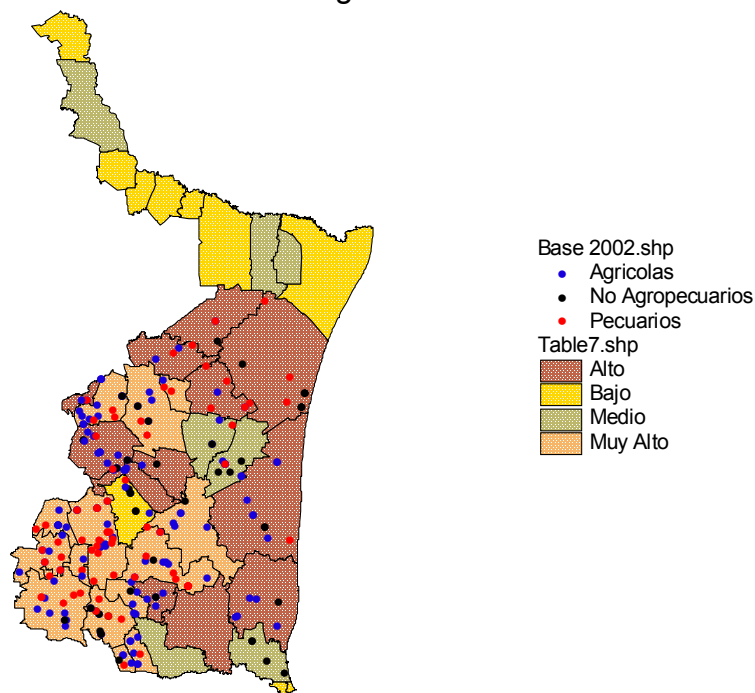 Base 2002.shp
Agricolas
No Agropecuarios
Pecuarios
Table7.shp
Alto
Bajo
Medio
Muy Alto